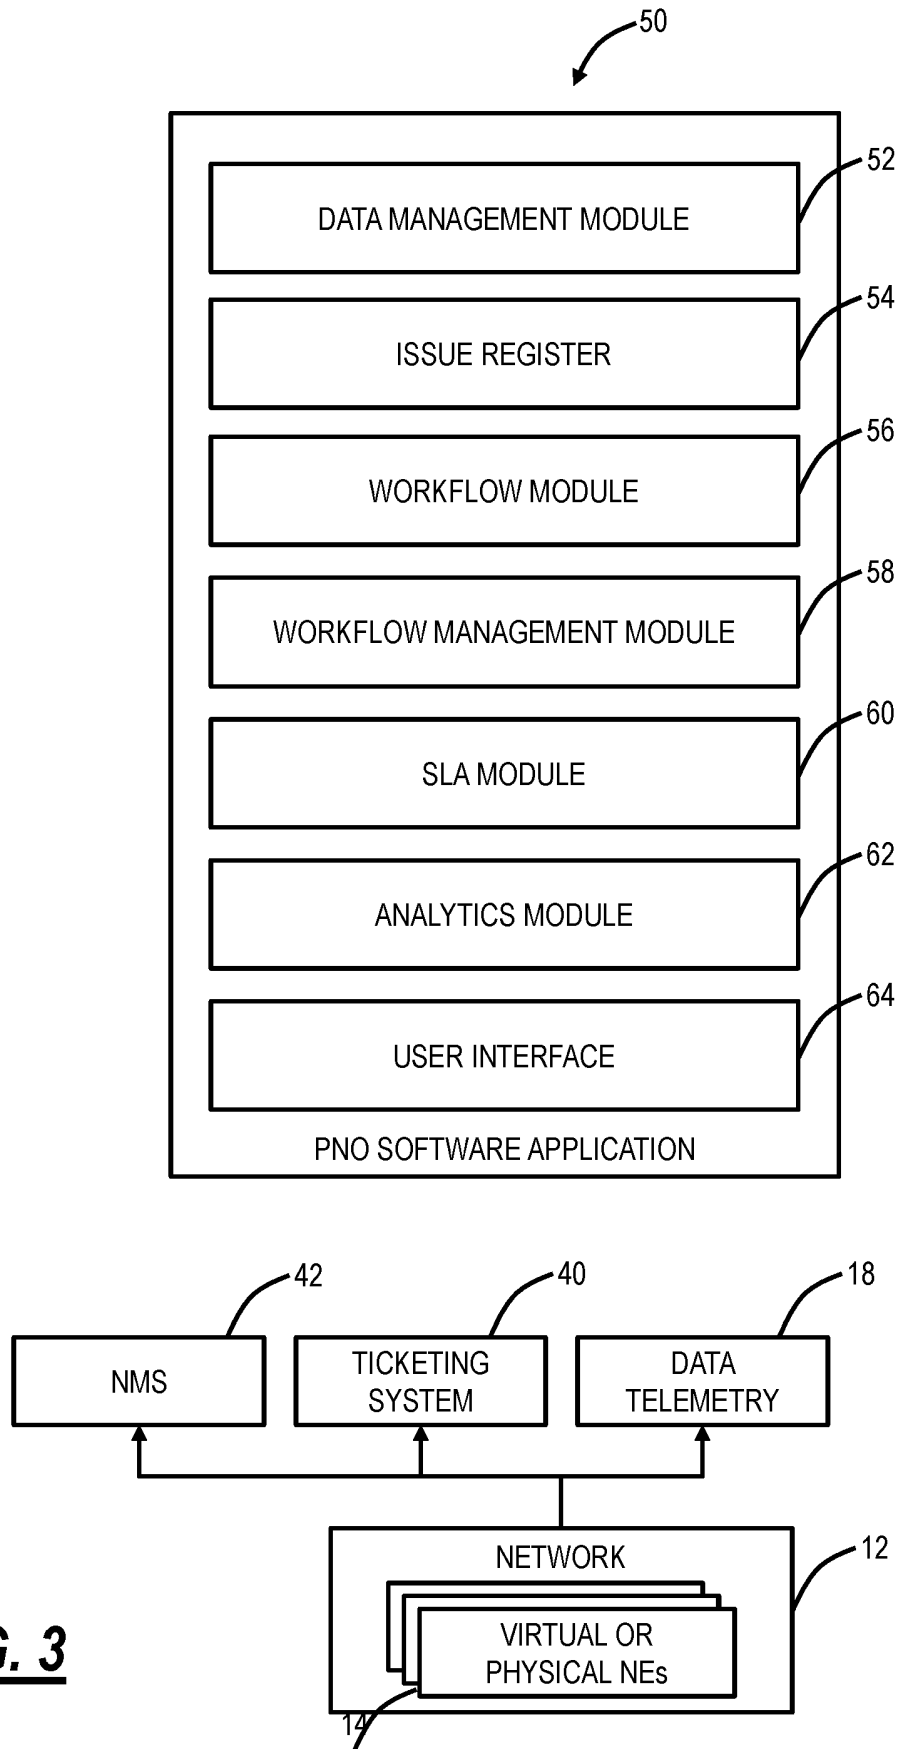 50
52
DATA MANAGEMENT MODULE
54
ISSUE REGISTER
56
WORKFLOW MODULE
58
WORKFLOW MANAGEMENT MODULE
60
SLA MODULE
62
ANALYTICS MODULE
64
USER INTERFACE
PNO SOFTWARE APPLICATION
42
40
18
NMS
TICKETING
SYSTEM
DATA
TELEMETRY
NETWORK
12
VIRTUAL OR
PHYSICAL NEs
14
G. 3